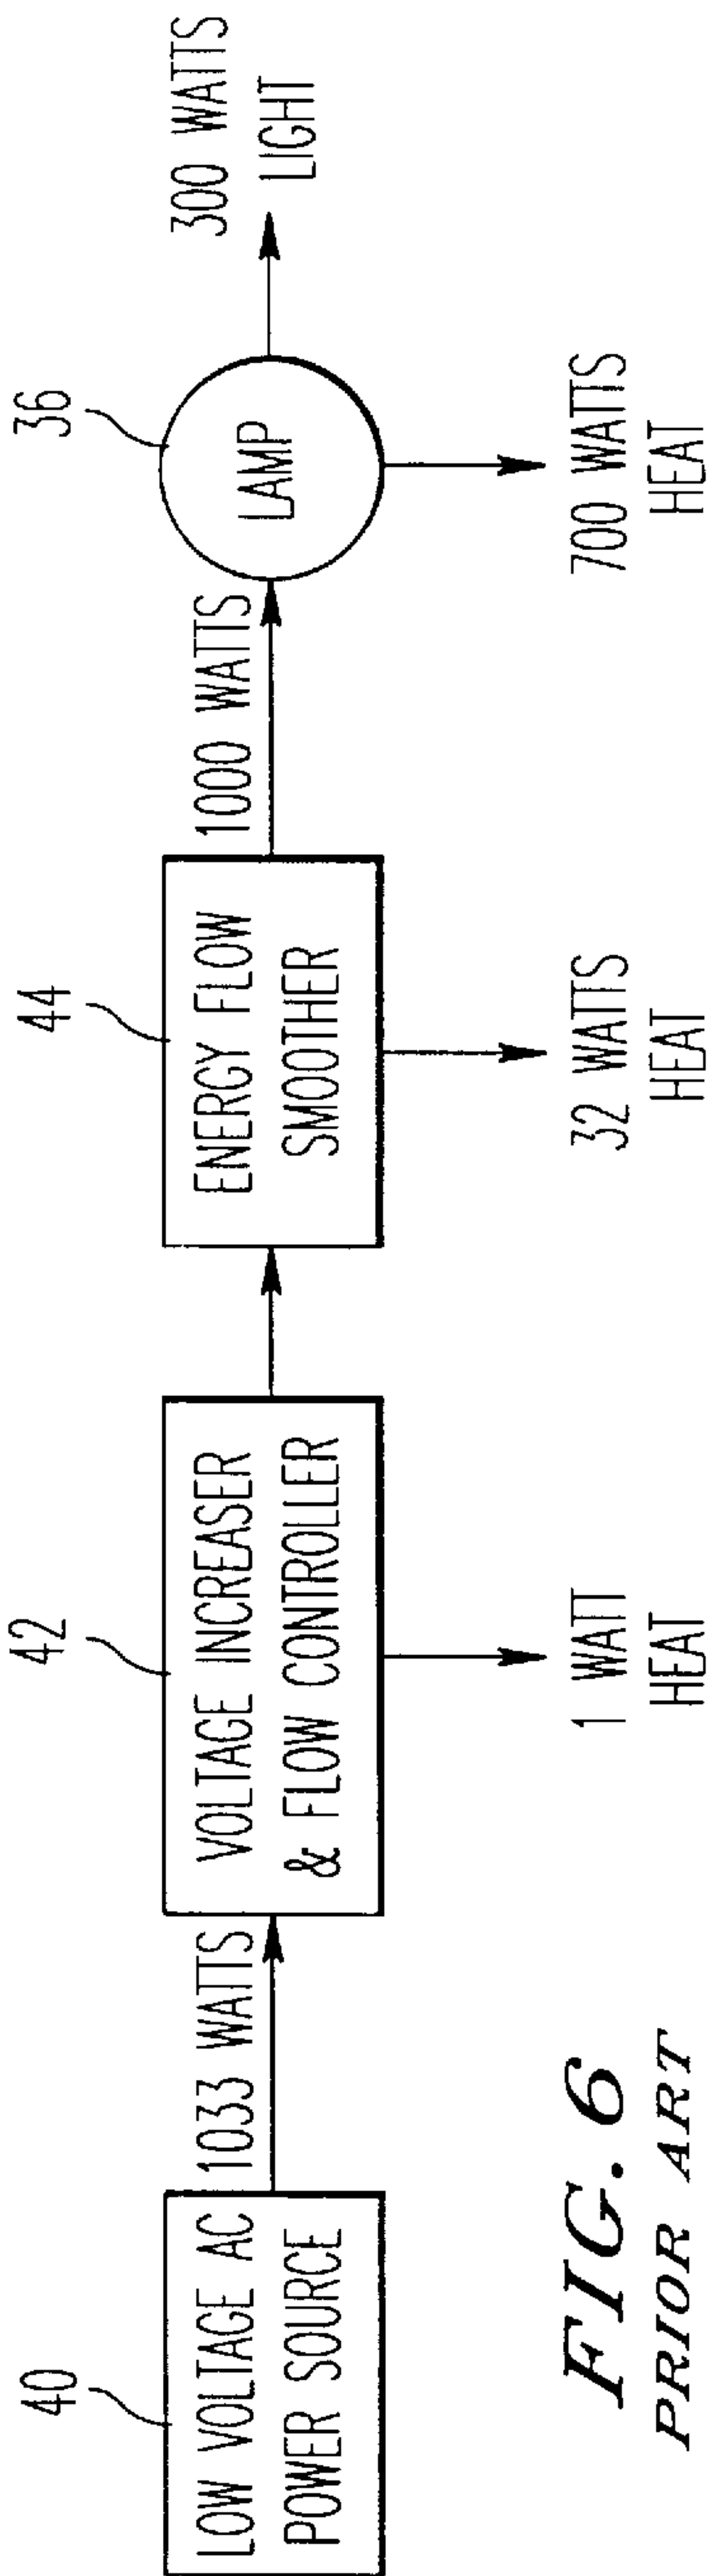 40
LOW VOLTAGE AC
POWER SOURCE
1033 WATTS
42
VOLTAGE INCREASER
& FLOW CONTROLLER
1 WATT
HEAT
44
ENERGY FLOW
SMOOTHER
32 WATTS
HEAT
1000 WATTS
36
LAMP
700 WATTS
HEAT
300 WATTS
LIGHT
FIG. 6
PRIOR ART